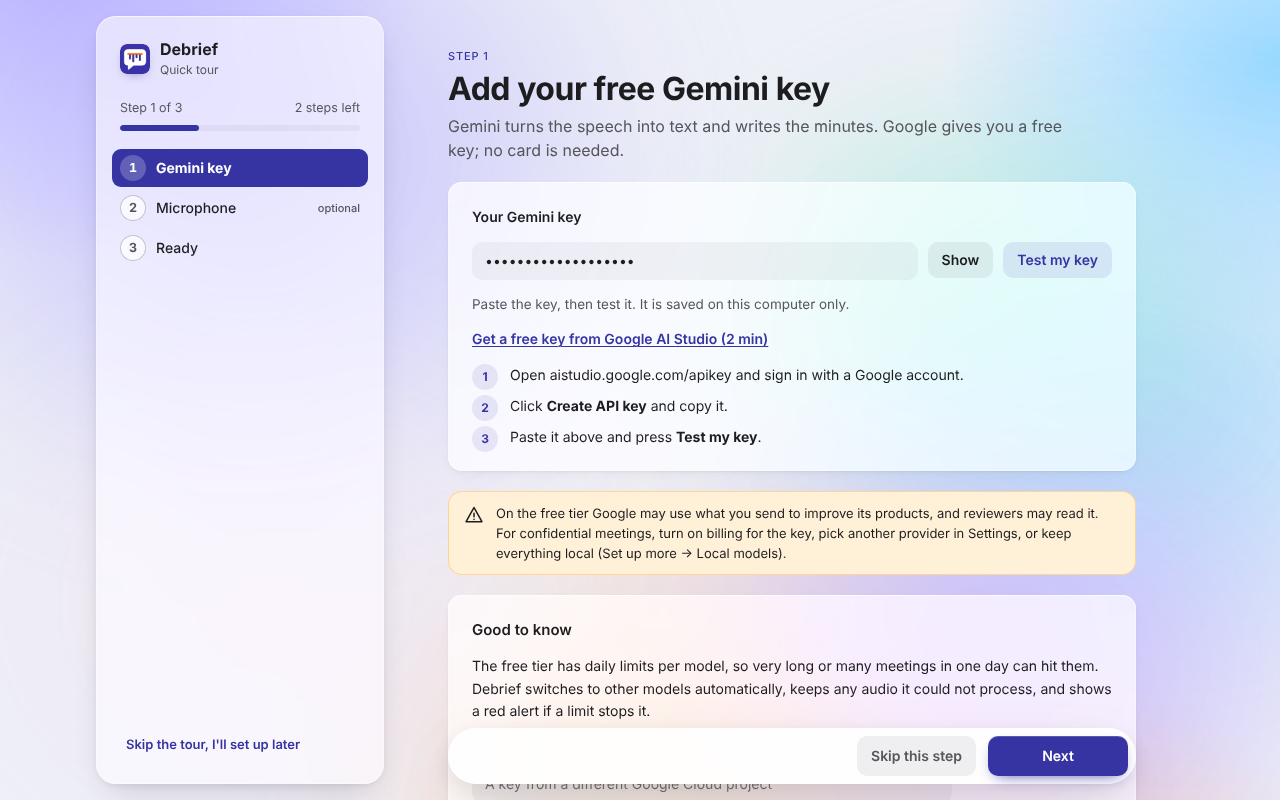 Debrief
Quick tour
Step 1 of 3
2 steps left
1 Gemini key
2 Microphone optional
3 Ready
Skip the tour, I'll set up later
STEP 1
Add your free Gemini key
Gemini turns the speech into text and writes the minutes. Google gives you a free
key; no card is needed.
Your Gemini key
•••••••••••••••••••
Show
Test my key
Paste the key, then test it. It is saved on this computer only.
Get a free key from Google AI Studio (2 min)
1 Open aistudio.google.com/apikey and sign in with a Google account.
2 Click Create API key and copy it.
3 Paste it above and press Test my key.
On the free tier Google may use what you send to improve its products, and reviewers may read it.
For confidential meetings, turn on billing for the key, pick another provider in Settings, or keep
everything local (Set up more → Local models).
Good to know
The free tier has daily limits per model, so very long or many meetings in one day can hit them.
Debrief switches to other models automatically, keeps any audio it could not process, and shows
a red alert if a limit stops it.
Skip this step
Next
A key from a different Google Cloud project